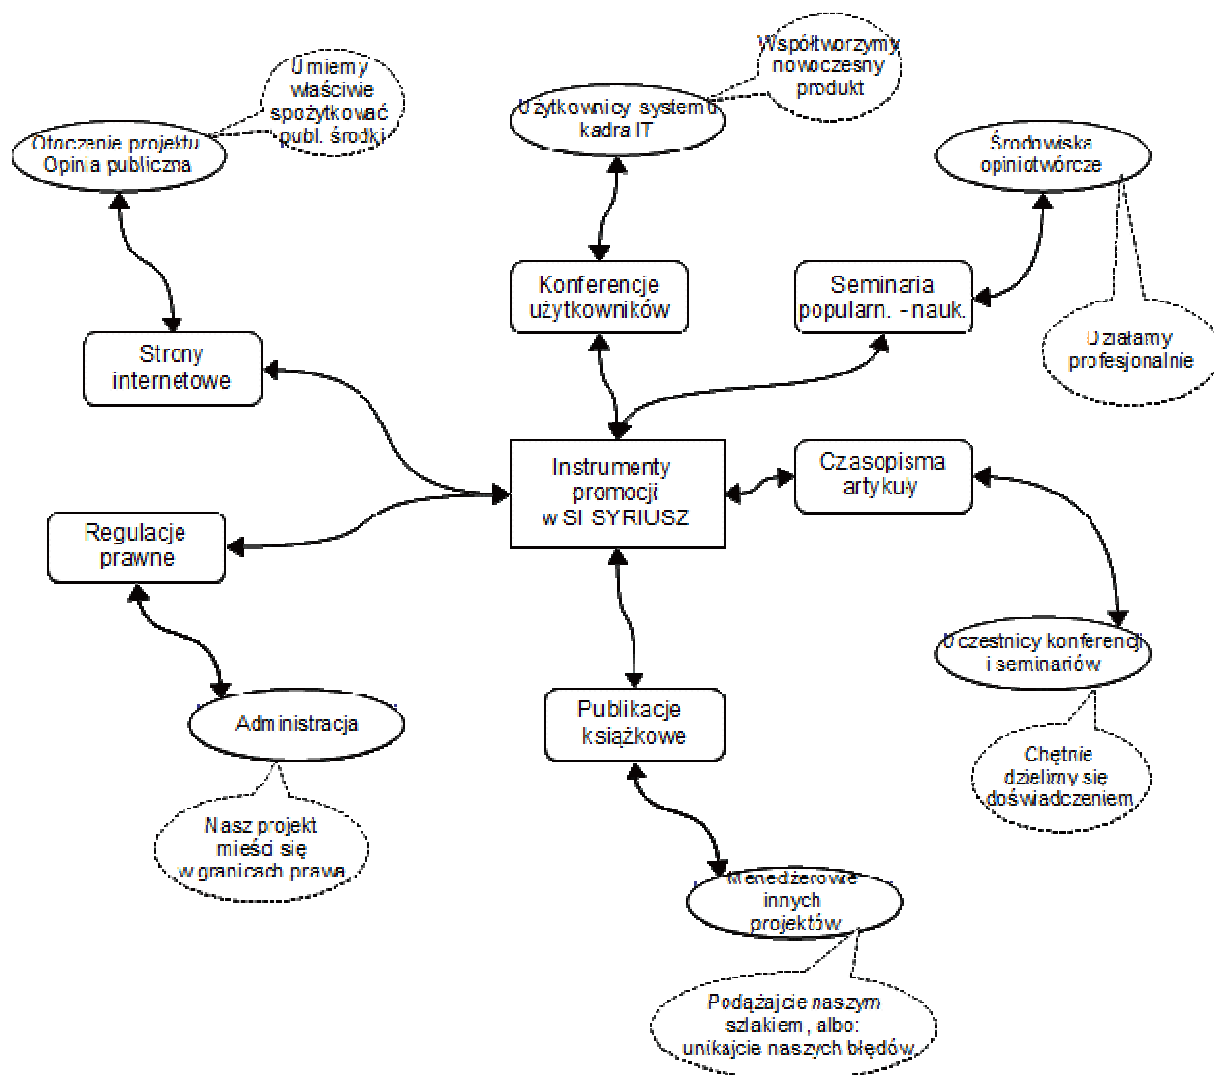 Współtworzymy
nowoczesny
produkt
Umiemy
właściwie
spożytkować
publ. środki
Użytkownicy systemu
kadra IT
Otoczenie projektu
Opinia publiczna
Środowiska
opiniotwórcze
Konferencje
użytkowników
Seminaria
popularn. - nauk.
Działamy
profesjonalnie
Strony
internetowe
Instrumenty
promocji
w SI SYRIUSZ
Czasopisma
artykuły
Regulacje
prawne
Uczestnicy konferencji
i seminariów
Administracja
Publikacje
książkowe
Chętnie
dzielimy się
doświadczeniem
Nasz projekt
mieści się
w granicach prawa
Menedżerowie
innych
projektów
Podążajcie naszym
szlakiem, albo:
unikajcie naszych błędów